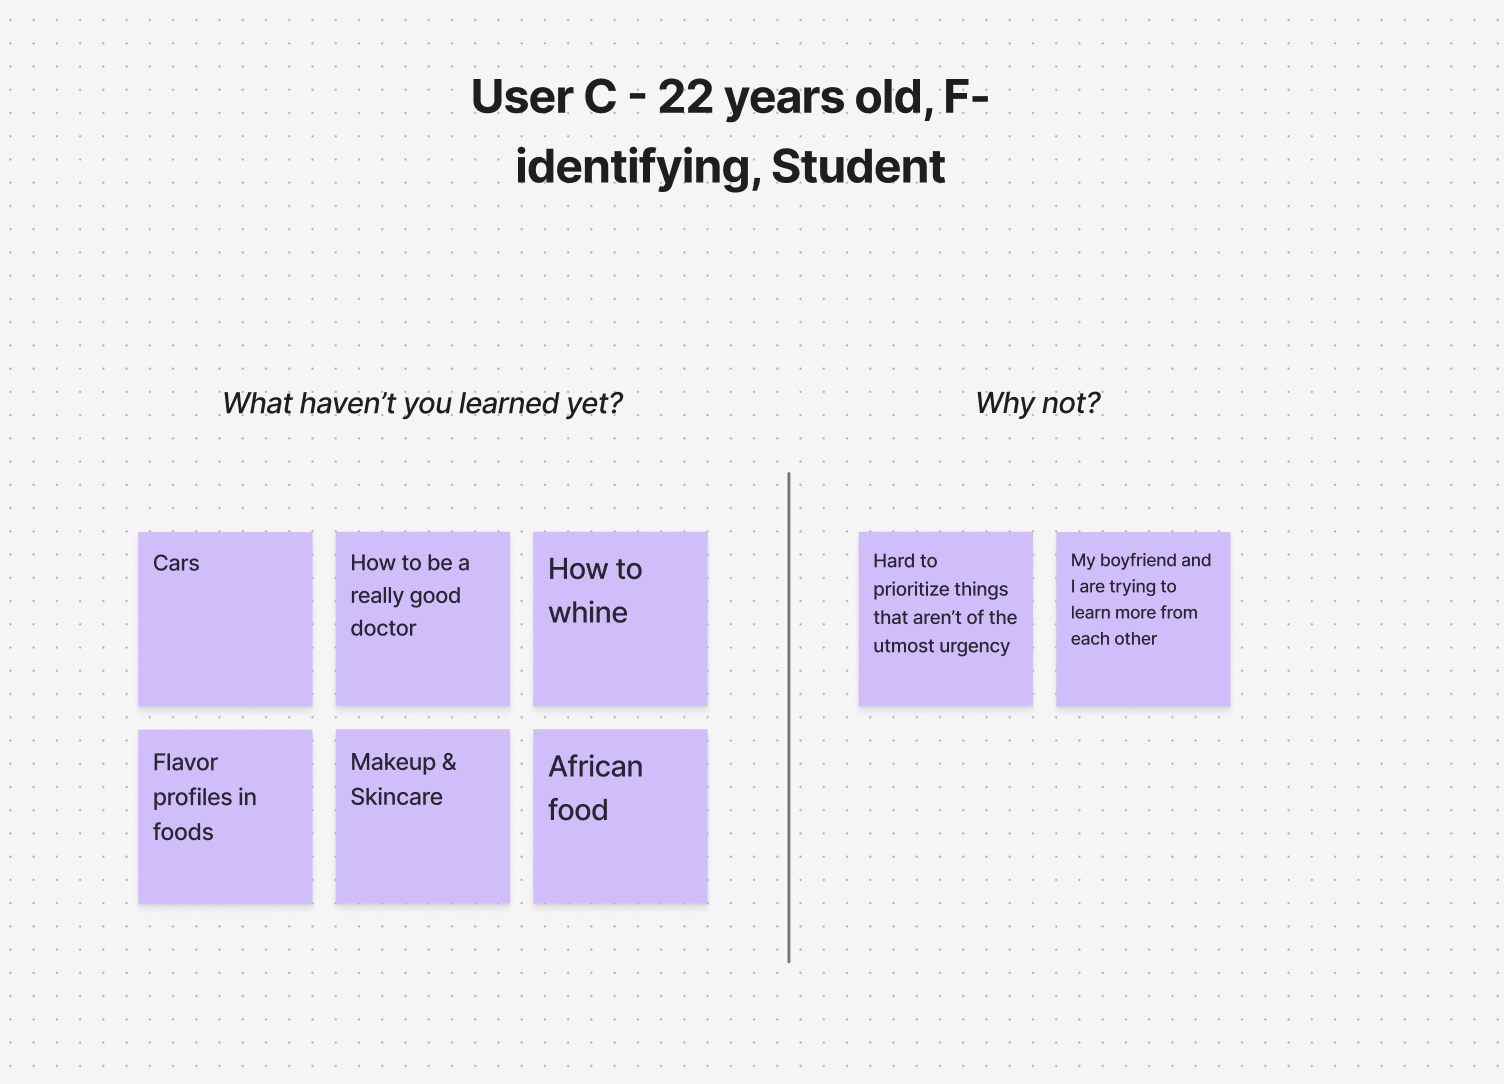 User C - 22 years old, F-
identifying, Student
What haven’t you learned yet?
Why not?
Cars
How to be a
really good
doctor
How to
whine
Flavor
profiles in
foods
Makeup &
Skincare
African
food
Hard to
prioritize things
that aren’t of the
utmost urgency
My boyfriend and
I are trying to
learn more from
each other